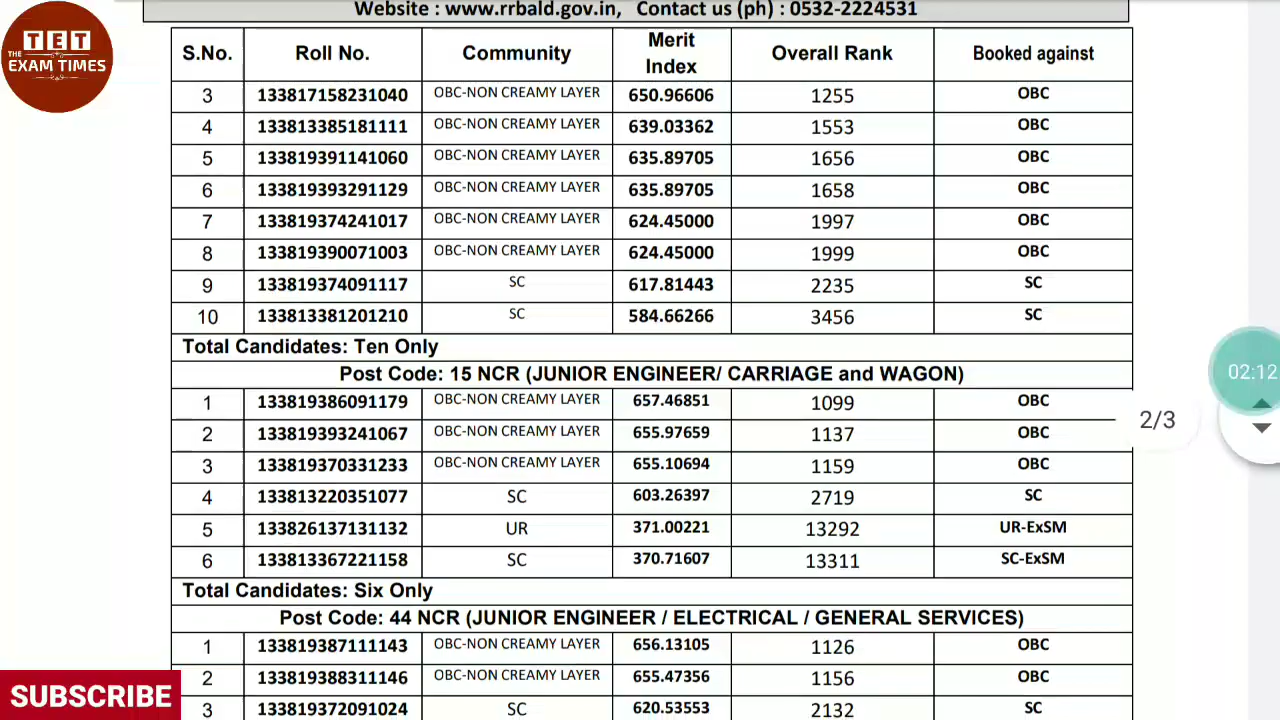 Website : www.rrbald.gov.in, Contact us (ph) : 0532-2224531
TET
THE
EXAM TIMES
S.No. Roll No. Community Merit Index Overall Rank Booked against
3 133817158231040 OBC-NON CREAMY LAYER 650.96606 1255 OBC
4 133813385181111 OBC-NON CREAMY LAYER 639.03362 1553 OBC
5 133819391141060 OBC-NON CREAMY LAYER 635.89705 1656 OBC
6 133819393291129 OBC-NON CREAMY LAYER 635.89705 1658 OBC
7 133819374241017 OBC-NON CREAMY LAYER 624.45000 1997 OBC
8 133819390071003 OBC-NON CREAMY LAYER 624.45000 1999 OBC
9 133819374091117 SC 617.81443 2235 SC
10 133813381201210 SC 584.66266 3456 SC
Total Candidates: Ten Only
Post Code: 15 NCR (JUNIOR ENGINEER/ CARRIAGE and WAGON)
02:12
1 133819386091179 OBC-NON CREAMY LAYER 657.46851 1099 OBC
2/3
2 133819393241067 OBC-NON CREAMY LAYER 655.97659 1137 OBC
3 133819370331233 OBC-NON CREAMY LAYER 655.10694 1159 OBC
4 133813220351077 SC 603.26397 2719 SC
5 133826137131132 UR 371.00221 13292 UR-ExSM
6 133813367221158 SC 370.71607 13311 SC-ExSM
Total Candidates: Six Only
Post Code: 44 NCR (JUNIOR ENGINEER / ELECTRICAL / GENERAL SERVICES)
1 133819387111143 OBC-NON CREAMY LAYER 656.13105 1126 OBC
2 133819388311146 OBC-NON CREAMY LAYER 655.47356 1156 OBC
3 133819372091024 SC 620.53553 2132 SC
SUBSCRIBE